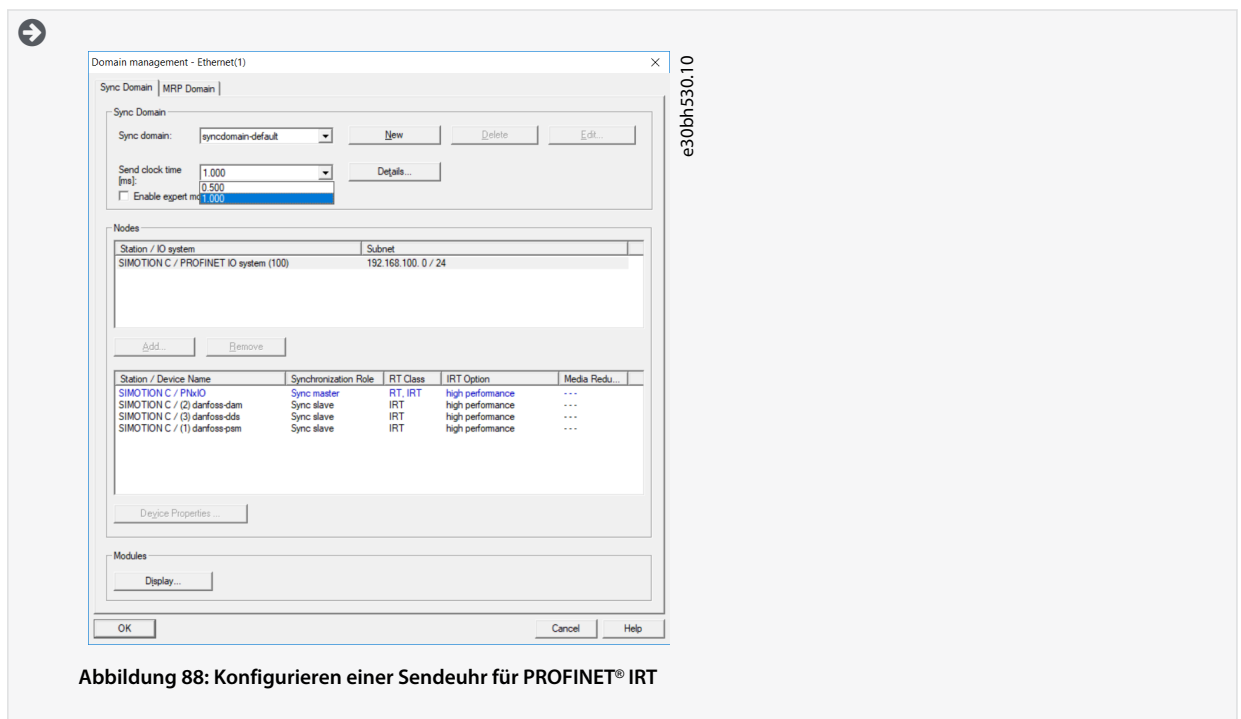 Domain management - Ethernet(1)
e30bh530.10
Sync Domain MRP Domain
Sync Domain
Sync domain: syncdomain-default New Delete Edit...
Send clock time [ms]: 1.000 Details...
0.500
Enable expert mo 1.000
Nodes
Station / IO system Subnet
SIMOTION C / PROFINET IO system (100) 192.168.100. 0 / 24
Add... Remove
Station / Device Name Synchronization Role RT Class IRT Option Media Redu...
SIMOTION C / PNxIO Sync master RT, IRT high performance ---
SIMOTION C / (2) danfoss-dam Sync slave IRT high performance ---
SIMOTION C / (3) danfoss-dds Sync slave IRT high performance ---
SIMOTION C / (1) danfoss-psm Sync slave IRT high performance ---
Device Properties ...
Modules
Display...
OK Cancel Help
Abbildung 88: Konfigurieren einer Sendeuhr für PROFINET® IRT